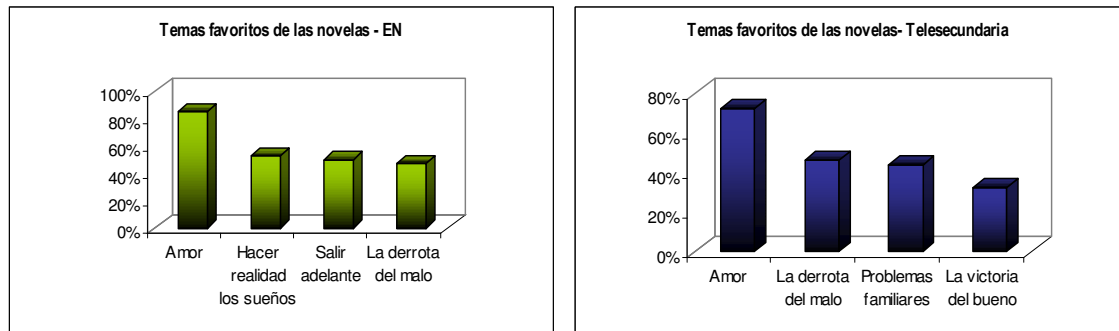 Temas favoritos de las novelas - EN
100%
80%
60%
40%
20%
0%
Amor
Hacer
realidad
los sueños
Salir
adelante
La derrota
del malo
Temas favoritos de las novelas- Telesecundaria
80%
60%
40%
20%
0%
Amor
La derrota
del malo
Problemas
familiares
La victoria
del bueno